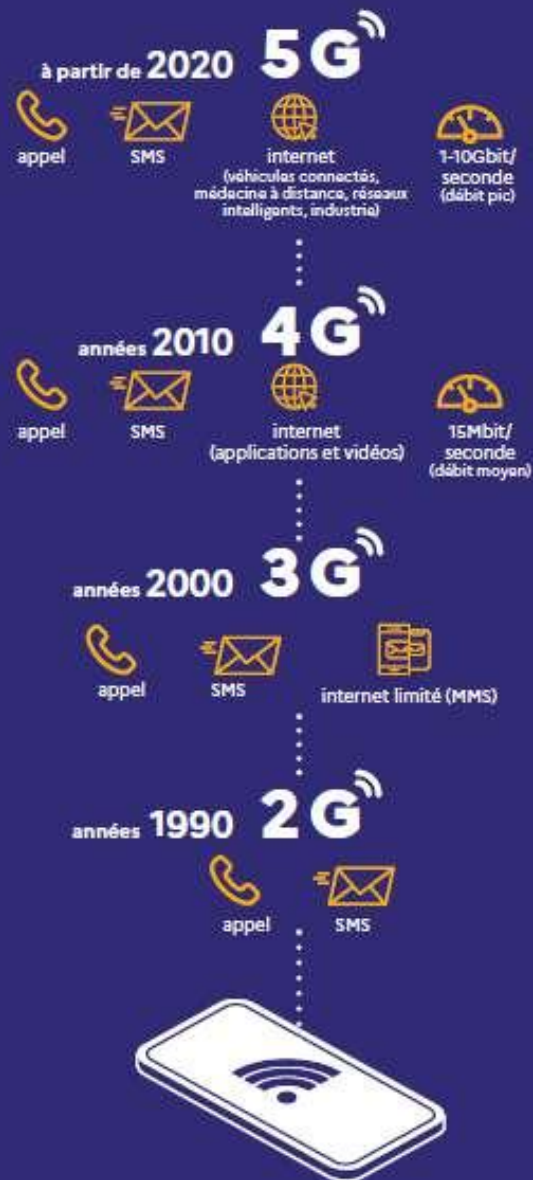 à partir de 2020 5G
appel
SMS
internet
(véhicules connectés,
médecine à distance, réseaux
intelligents, industrie)
1-10Gbit/
seconde
(débit pic)
années 2010 4G
appel
SMS
internet
(applications et vidéos)
15Mbit/
seconde
(débit moyen)
années 2000 3G
appel
SMS
internet limité (MMS)
années 1990 2G
appel
SMS